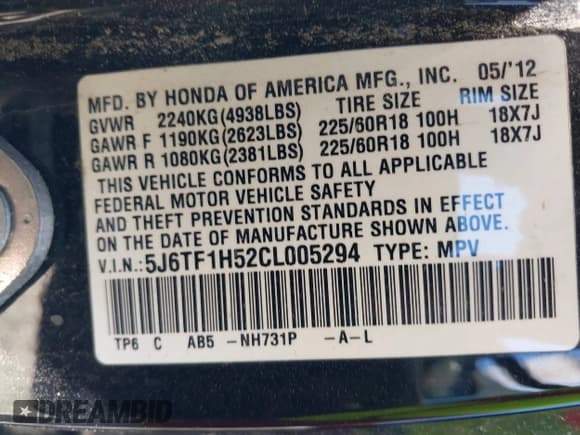 MFD. BY HONDA OF AMERICA MFG., INC. 05/'12
GVWR 2240KG(4938LBS) TIRE SIZE RIM SIZE
GAWR F 1190KG(2623LBS) 225/60R18 100H 18X7J
GAWR R 1080KG(2381LBS) 225/60R18 100H 18X7J
THIS VEHICLE CONFORMS TO ALL APPLICABLE
FEDERAL MOTOR VEHICLE SAFETY
AND THEFT PREVENTION STANDARDS IN EFFECT
ON THE DATE OF MANUFACTURE SHOWN ABOVE.
V.I.N.:5J6TF1H52CL005294 TYPE: MPV
TP6 C AB5 -NH731P -A-L
DREAMBID